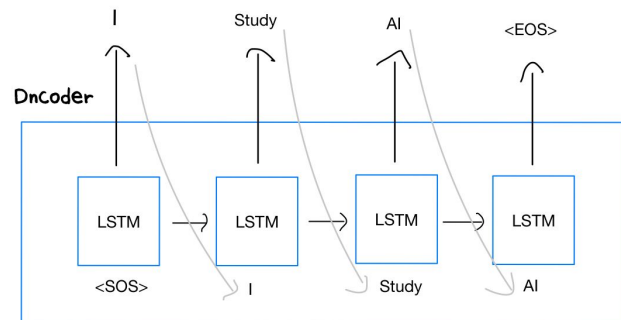 I Study AI <EOS>
Dncoder
LSTM LSTM LSTM LSTM
<SOS> I Study AI